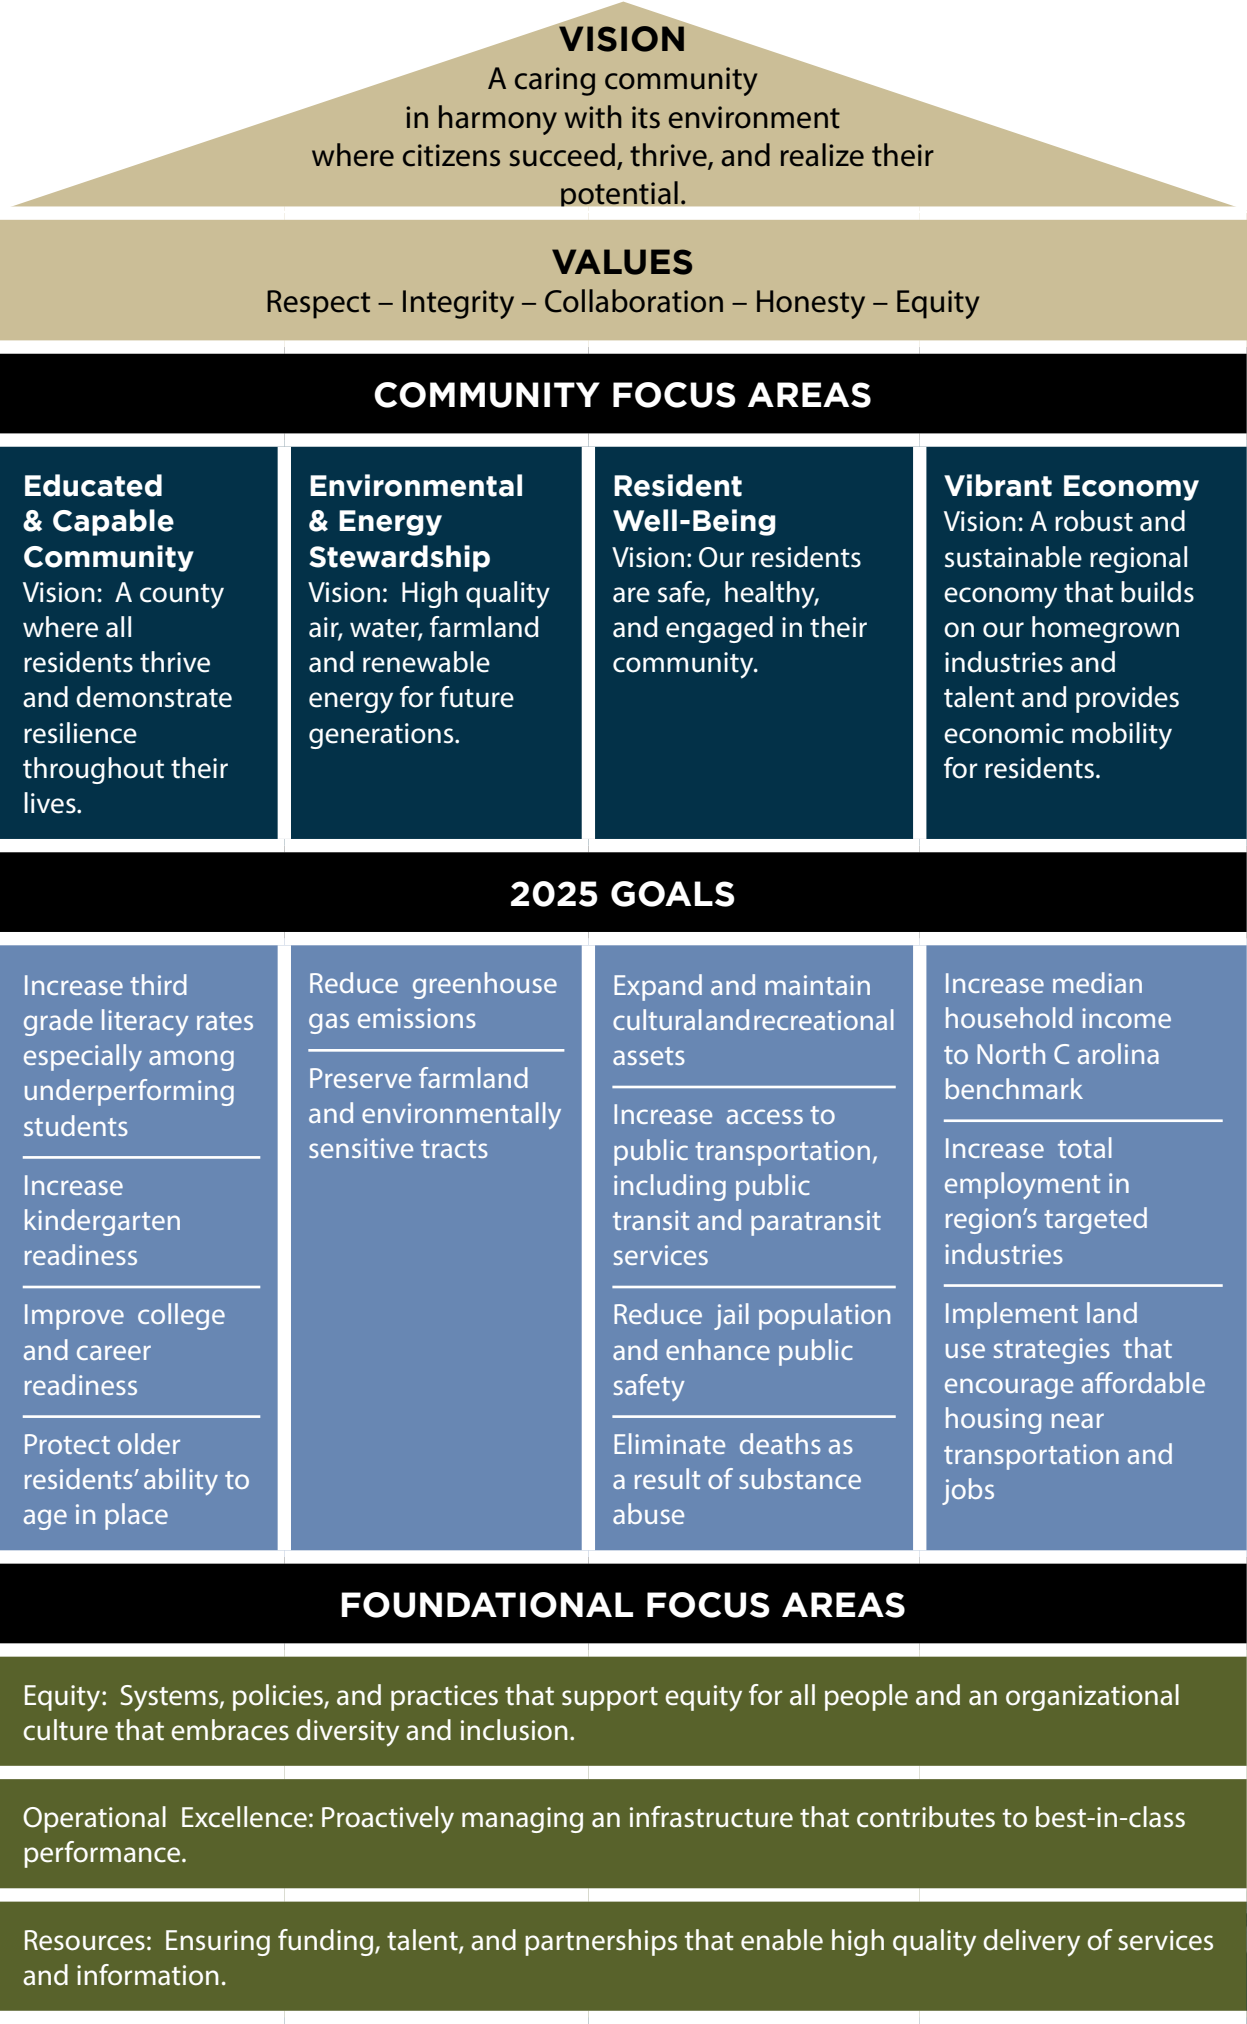 VISION
A caring community
in harmony with its environment
where citizens succeed, thrive, and realize their
potential.
VALUES
Respect – Integrity – Collaboration – Honesty – Equity
COMMUNITY FOCUS AREAS
Educated
& Capable
Community
Vision: A county
where all
residents thrive
and demonstrate
resilience
throughout their
lives.
Environmental
& Energy
Stewardship
Vision: High quality
air, water, farmland
and renewable
energy for future
generations.
Resident
Well-Being
Vision: Our residents
are safe, healthy,
and engaged in their
community.
Vibrant Economy
Vision: A robust and
sustainable regional
economy that builds
on our homegrown
industries and
talent and provides
economic mobility
for residents.
2025 GOALS
Increase third
grade literacy rates
especially among
underperforming
students
Increase
kindergarten
readiness
Improve college
and career
readiness
Protect older
residents’ ability to
age in place
Reduce greenhouse
gas emissions
Preserve farmland
and environmentally
sensitive tracts
Expand and maintain
cultural and recreational
assets
Increase access to
public transportation,
including public
transit and paratransit
services
Reduce jail population
and enhance public
safety
Eliminate deaths as
a result of substance
abuse
Increase median
household income
to North C arolina
benchmark
Increase total
employment in
region’s targeted
industries
Implement land
use strategies that
encourage affordable
housing near
transportation and
jobs
FOUNDATIONAL FOCUS AREAS
Equity: Systems, policies, and practices that support equity for all people and an organizational
culture that embraces diversity and inclusion.
Operational Excellence: Proactively managing an infrastructure that contributes to best-in-class
performance.
Resources: Ensuring funding, talent, and partnerships that enable high quality delivery of services
and information.